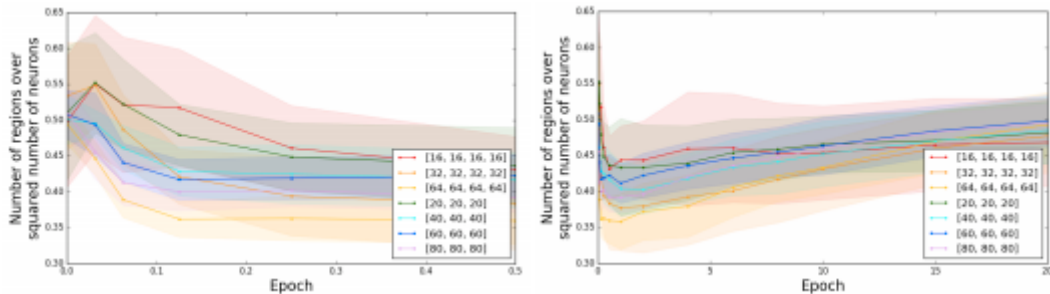 Number of regions over
squared number of neurons
0.65
0.60
0.55
0.50
0.45
0.40
0.35
0.30
0.0
0.1
0.2
0.3
0.4
0.5
Epoch
[16, 16, 16, 16]
[32, 32, 32, 32]
[64, 64, 64, 64]
[20, 20, 20]
[40, 40, 40]
[60, 60, 60]
[80, 80, 80]
Number of regions over
squared number of neurons
0.65
0.60
0.55
0.50
0.45
0.40
0.35
0.30
0
5
10
15
20
Epoch
[16, 16, 16, 16]
[32, 32, 32, 32]
[64, 64, 64, 64]
[20, 20, 20]
[40, 40, 40]
[60, 60, 60]
[80, 80, 80]